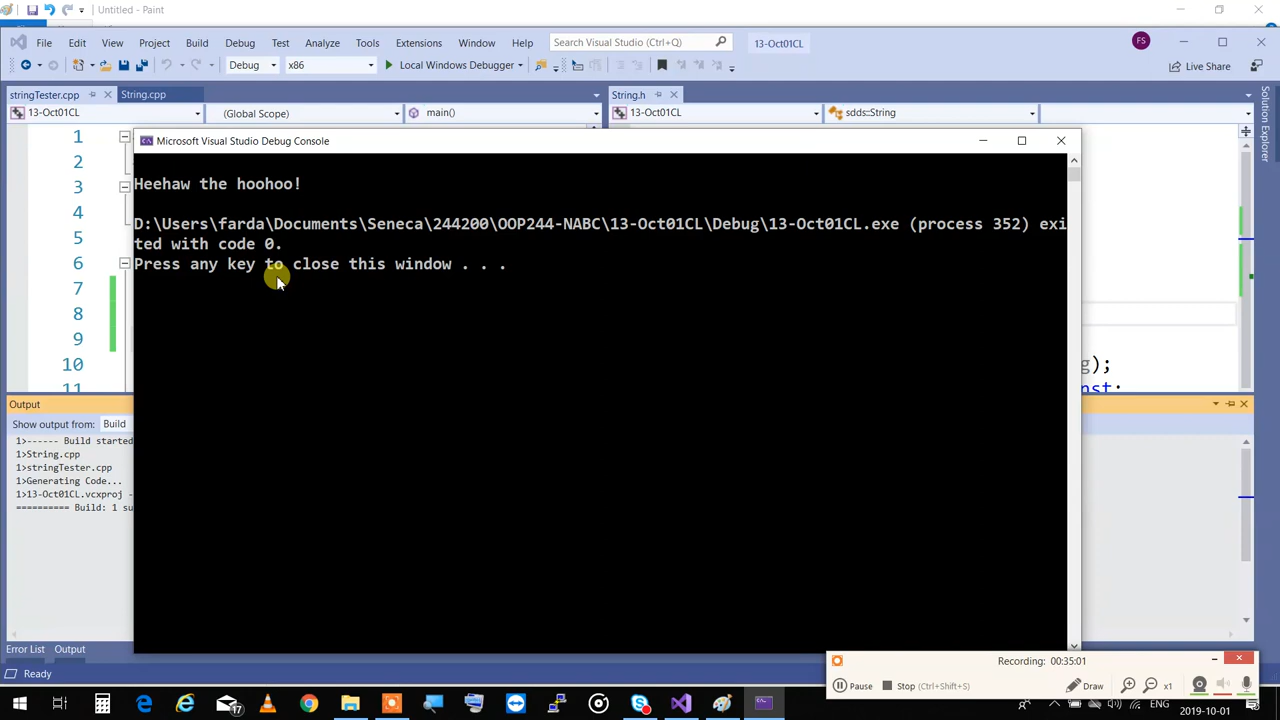 Untitled - Paint
File Edit View Project Build Debug Test Analyze Tools Extensions Window Help Search Visual Studio (Ctrl+Q) 13-Oct01CL FS
Debug x86 Local Windows Debugger Live Share
stringTester.cpp String.cpp String.h
13-Oct01CL (Global Scope) main() 13-Oct01CL sdds::String
Solution Explorer
1
2
3
4
5
6
7
8
9
10
11
Microsoft Visual Studio Debug Console
Heehaw the hoohoo!
D:\Users\farda\Documents\Seneca\244200\OOP244-NABC\13-Oct01CL\Debug\13-Oct01CL.exe (process 352) exi
ted with code 0.
Press any key to close this window . . .
g);
nst;
Output
Show output from: Build
1>------ Build started
1>String.cpp
1>stringTester.cpp
1>Generating Code...
1>13-Oct01CL.vcxproj -
========== Build: 1 su
Error List Output
Ready
Recording: 00:35:01
Pause Stop (Ctrl+Shift+S) Draw x1
17
ENG
2019-10-01